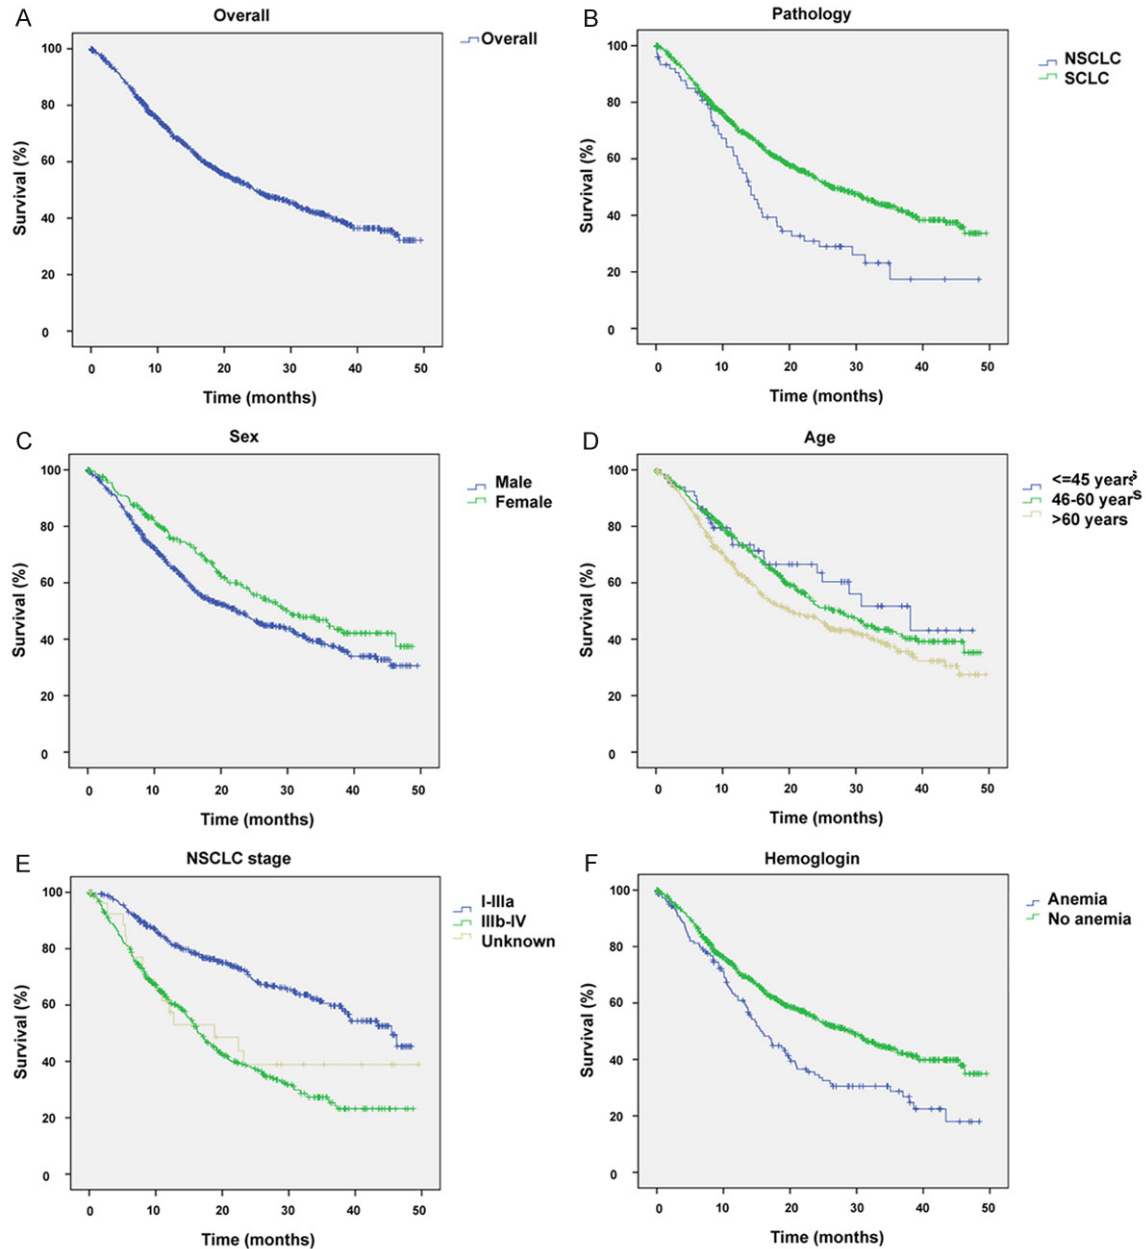 A
Overall
Overall
Survival (%)
100
80
60
40
20
0
0 10 20 30 40 50
Time (months)
B
Pathology
NSCLC
SCLC
Survival (%)
100
80
60
40
20
0
0 10 20 30 40 50
Time (months)
C
Sex
Male
Female
Survival (%)
100
80
60
40
20
0
0 10 20 30 40 50
Time (months)
D
Age
<=45 years
46-60 years
>60 years
Survival (%)
100
80
60
40
20
0
0 10 20 30 40 50
Time (months)
E
NSCLC stage
I-IIIa
IIIb-IV
Unknown
Survival (%)
100
80
60
40
20
0
0 10 20 30 40 50
Time (months)
F
Hemoglogin
Anemia
No anemia
Survival (%)
100
80
60
40
20
0
0 10 20 30 40 50
Time (months)